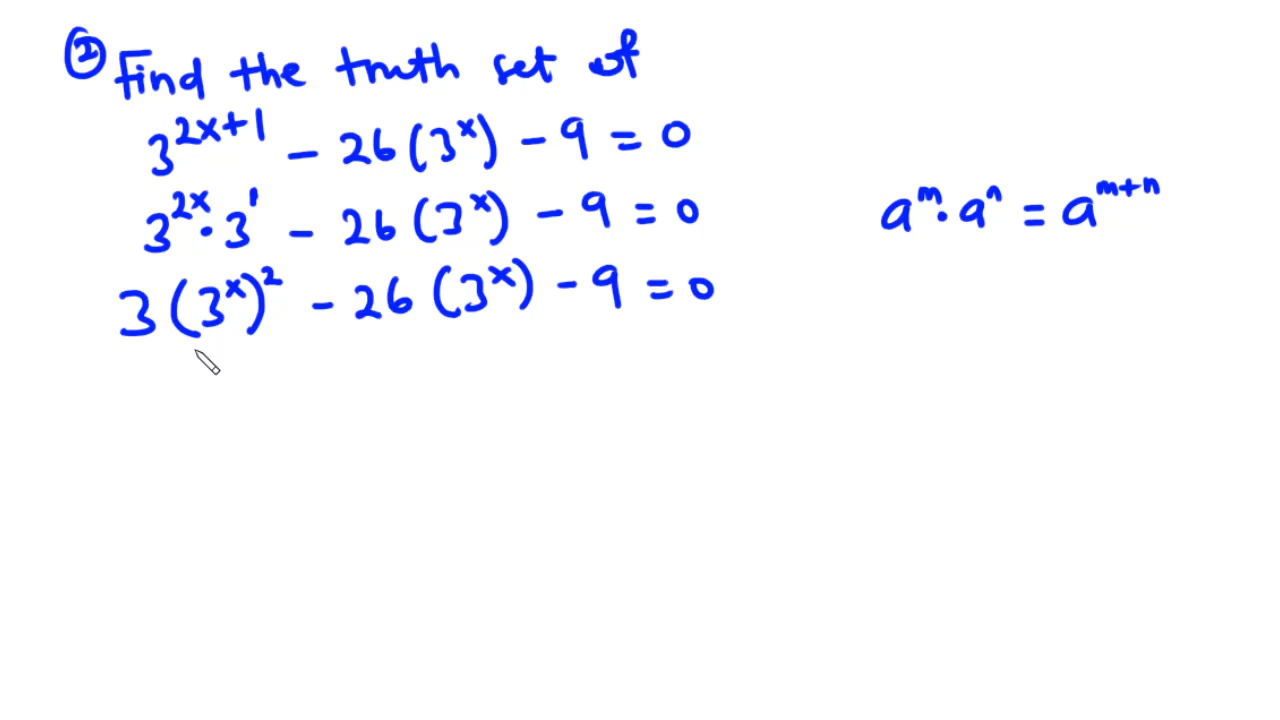 ② Find the truth set of
3^{2x+1} - 26(3^x) - 9 = 0
3^{2x} · 3^1 - 26(3^x) - 9 = 0
a^m · a^n = a^{m+n}
3(3^x)^2 - 26(3^x) - 9 = 0